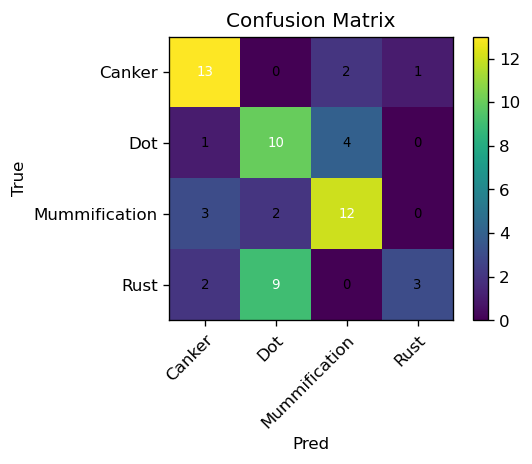 Confusion Matrix
Canker 13 0 2 1
Dot 1 10 4 0
Mummification 3 2 12 0
Rust 2 9 0 3
Canker Dot Mummification Rust
Pred
True
12
10
8
6
4
2
0